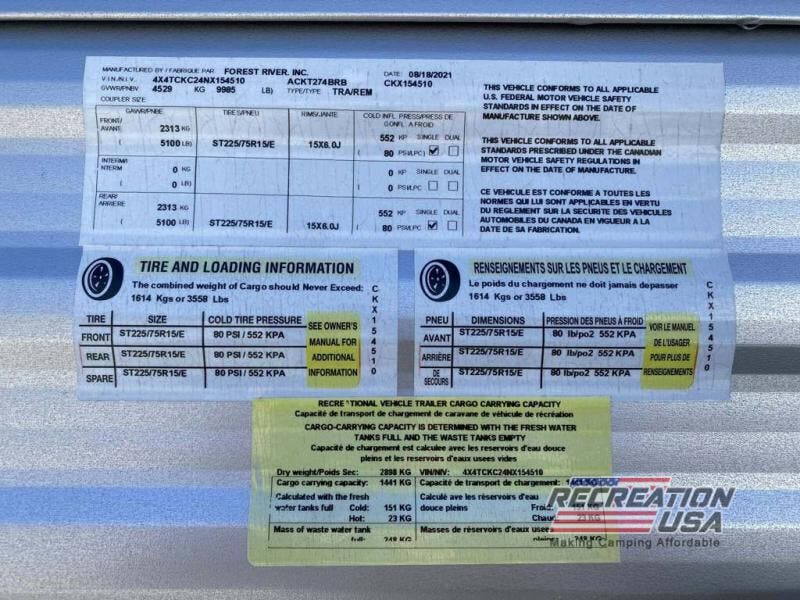 MANUFACTURED BY / FABRIQUE PAR FOREST RIVER, INC. DATE 08/18/2021
V.I.N./N.I.V. 4X4TCKC24NX154510 ACKT274BRB CKX154510
GVWR/PNBV 4529 KG 9985 LB) TYPE/TYPE TRA/REM
COUPLER SIZE
GAWR/PNBE TIRES/PNEU RIMS/JANTE COLD INFL. PRESS/PRESS DE GONFL. A FROID
FRONT/ AVANT 2313 KG 552 KP SINGLE DUAL
( 5100 LB) ST225/75R15/E 15X6.0J ( 80 PSI/LPC)
INTERM/ INTERM 0 KG 0 KP SINGLE DUAL
( 0 LB) ( 0 PSI/LPC
REAR/ ARRIERE 2313 KG 552 KP SINGLE DUAL
( 5100 LB) ST225/75R15/E 15X6.0J ( 80 PSI/LPC
THIS VEHICLE CONFORMS TO ALL APPLICABLE
U.S. FEDERAL MOTOR VEHICLE SAFETY
STANDARDS IN EFFECT ON THE DATE OF
MANUFACTURE SHOWN ABOVE.
THIS VEHICLE CONFORMS TO ALL APPLICABLE
STANDARDS PRESCRIBED UNDER THE CANADIAN
MOTOR VEHICLE SAFETY REGULATIONS IN
EFFECT ON THE DATE OF MANUFACTURE.
CE VEHICULE EST CONFORME A TOUTES LES
NORMES QUI LUI SONT APPLICABLES EN VERTU
DU REGLEMENT SUR LA SECURITE DES VEHICULES
AUTOMOBILES DU CANADA EN VIGUEUR A LA
DATE DE SA FABRICATION.
TIRE AND LOADING INFORMATION
The combined weight of Cargo should Never Exceed:
1614 Kgs or 3558 Lbs
TIRE SIZE COLD TIRE PRESSURE
FRONT ST225/75R15/E 80 PSI / 552 KPA
REAR ST225/75R15/E 80 PSI / 552 KPA
SPARE ST225/75R15/E 80 PSI / 552 KPA
SEE OWNER'S
MANUAL FOR
ADDITIONAL
INFORMATION
CKX154510
RENSEIGNEMENTS SUR LES PNEUS ET LE CHARGEMENT
Le poids du chargement ne doit jamais depasser
1614 Kgs or 3558 Lbs
PNEU DIMENSIONS PRESSION DES PNEUS À FROID
AVANT ST225/75R15/E 80 lb/po2 552 KPA
ARRIÈRE ST225/75R15/E 80 lb/po2 552 KPA
DE SECOURS ST225/75R15/E 80 lb/po2 552 KPA
VOIR LE MANUEL
DE L'USAGER
POUR PLUS DE
RENSEIGNEMENTS
CKX154510
RECRE TIONAL VEHICLE TRAILER CARGO CARRYING CAPACITY
Capacité de transport de chargement de caravane de véhicule de récréation
CARGO-CARRYING CAPACITY IS DETERMINED WITH THE FRESH WATER
TANKS FULL AND THE WASTE TANKS EMPTY
Capacité de chargement est calculee avec les reservoirs d'eau douce
pleins et les reservoirs d'eaux usees vides
Dry weight/Poids Sec: 2898 KG VIN/NIV: 4X4TCKC24NX154510
Cargo carrying capacity: 1441 KG Capacité de transport de chargement:
Calculated with the fresh Calculé ave les réservoirs d'eau
water tanks full Cold: 151 KG douce pleins Froid: 151 KG
Hot: 23 KG Chaud 23 KG
Mass of waste water tank Masses de réservoirs d'eaux usees
full: 248 KG pleins 248 KG
RECREATION
USA
Making Camping Affordable